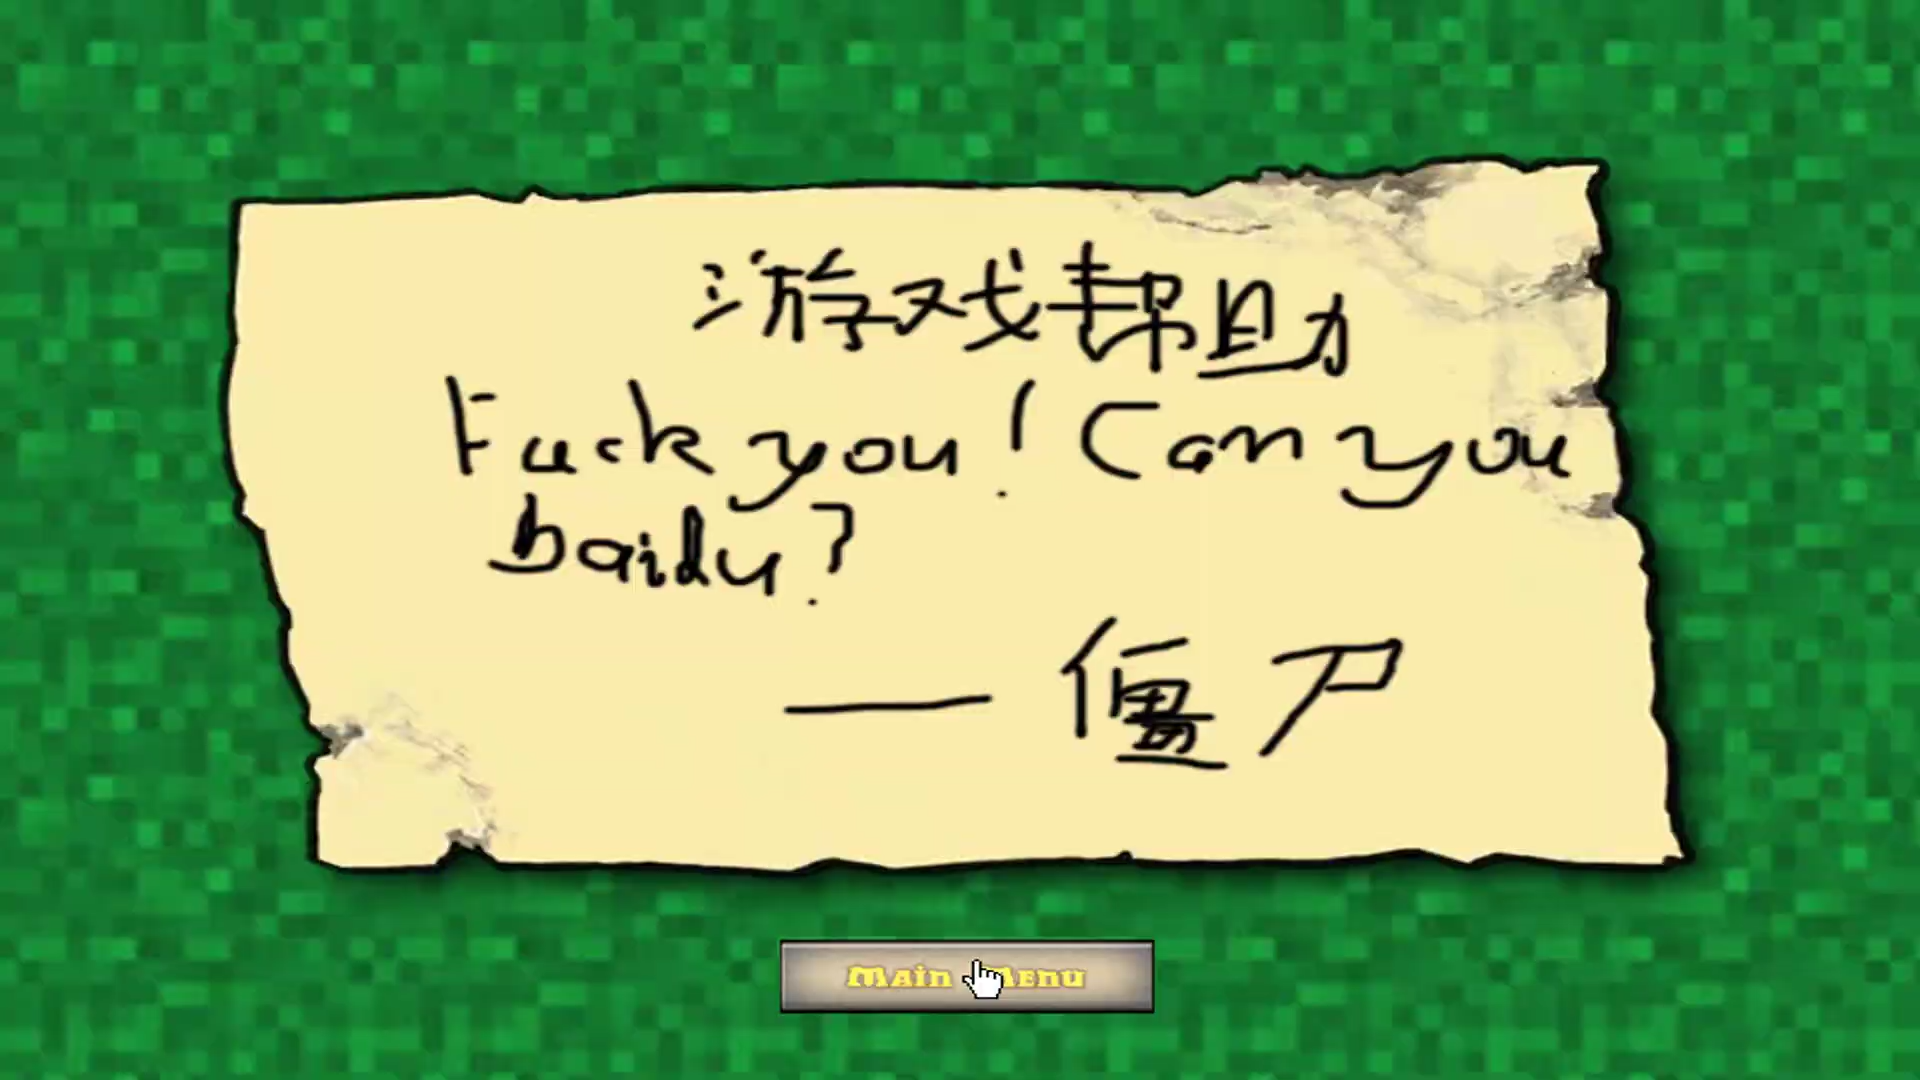 游戏帮助
Fuck you! Can you
baidu?
—僵尸
Main Menu